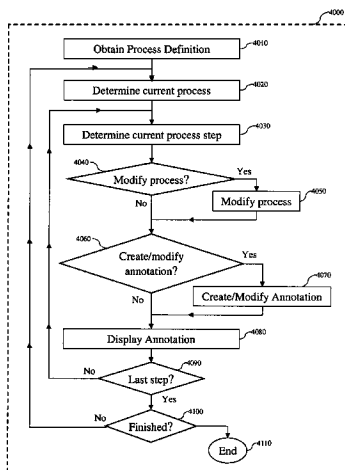 4000
Obtain Process Definition
4010
Determine current process
4020
Determine current process step
4030
4040
Modify process?
Yes
4050
Modify process
No
4060
Create/modify
annotation?
Yes
4070
Create/Modify Annotation
No
Display Annotation
4080
4090
No
Last step?
Yes
4100
No
Finished?
End
4110